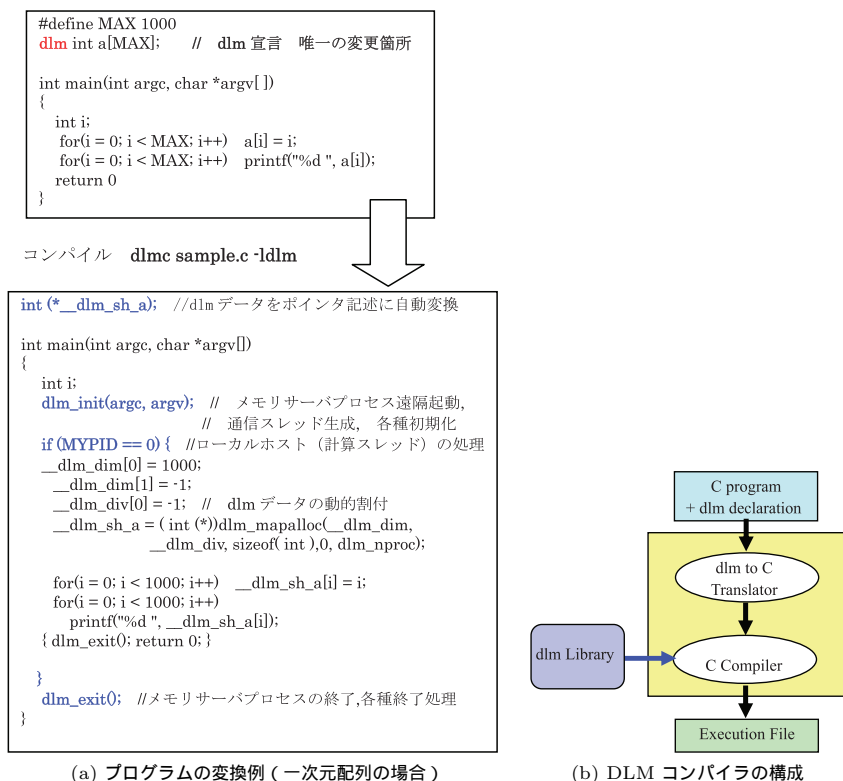 #define MAX 1000
dlm int a[MAX]; // dlm 宣言 唯一の変更箇所
int main(int argc, char *argv[ ])
{
int i;
for(i = 0; i < MAX; i++) a[i] = i;
for(i = 0; i < MAX; i++) printf("%d ", a[i]);
return 0
}
コンパイル dlmc sample.c -ldlm
int (*__dlm_sh_a); //dlm データをポインタ記述に自動変換
int main(int argc, char *argv[])
{
int i;
dlm_init(argc, argv); // メモリサーバプロセス遠隔起動,
// 通信スレッド生成, 各種初期化
if (MYPID == 0) { //ローカルホスト（計算スレッド）の処理
__dlm_dim[0] = 1000;
__dlm_dim[1] = -1;
__dlm_div[0] = -1; // dlm データの動的割付
__dlm_sh_a = ( int (*))dlm_mapalloc(__dlm_dim,
__dlm_div, sizeof( int ),0, dlm_nproc);
for(i = 0; i < 1000; i++) __dlm_sh_a[i] = i;
for(i = 0; i < 1000; i++)
printf("%d ", __dlm_sh_a[i]);
{ dlm_exit(); return 0; }
}
dlm_exit(); //メモリサーバプロセスの終了,各種終了処理
}
(a) プログラムの変換例（一次元配列の場合）
C program
+ dlm declaration
dlm to C
Translator
dlm Library
C Compiler
Execution File
(b) DLM コンパイラの構成